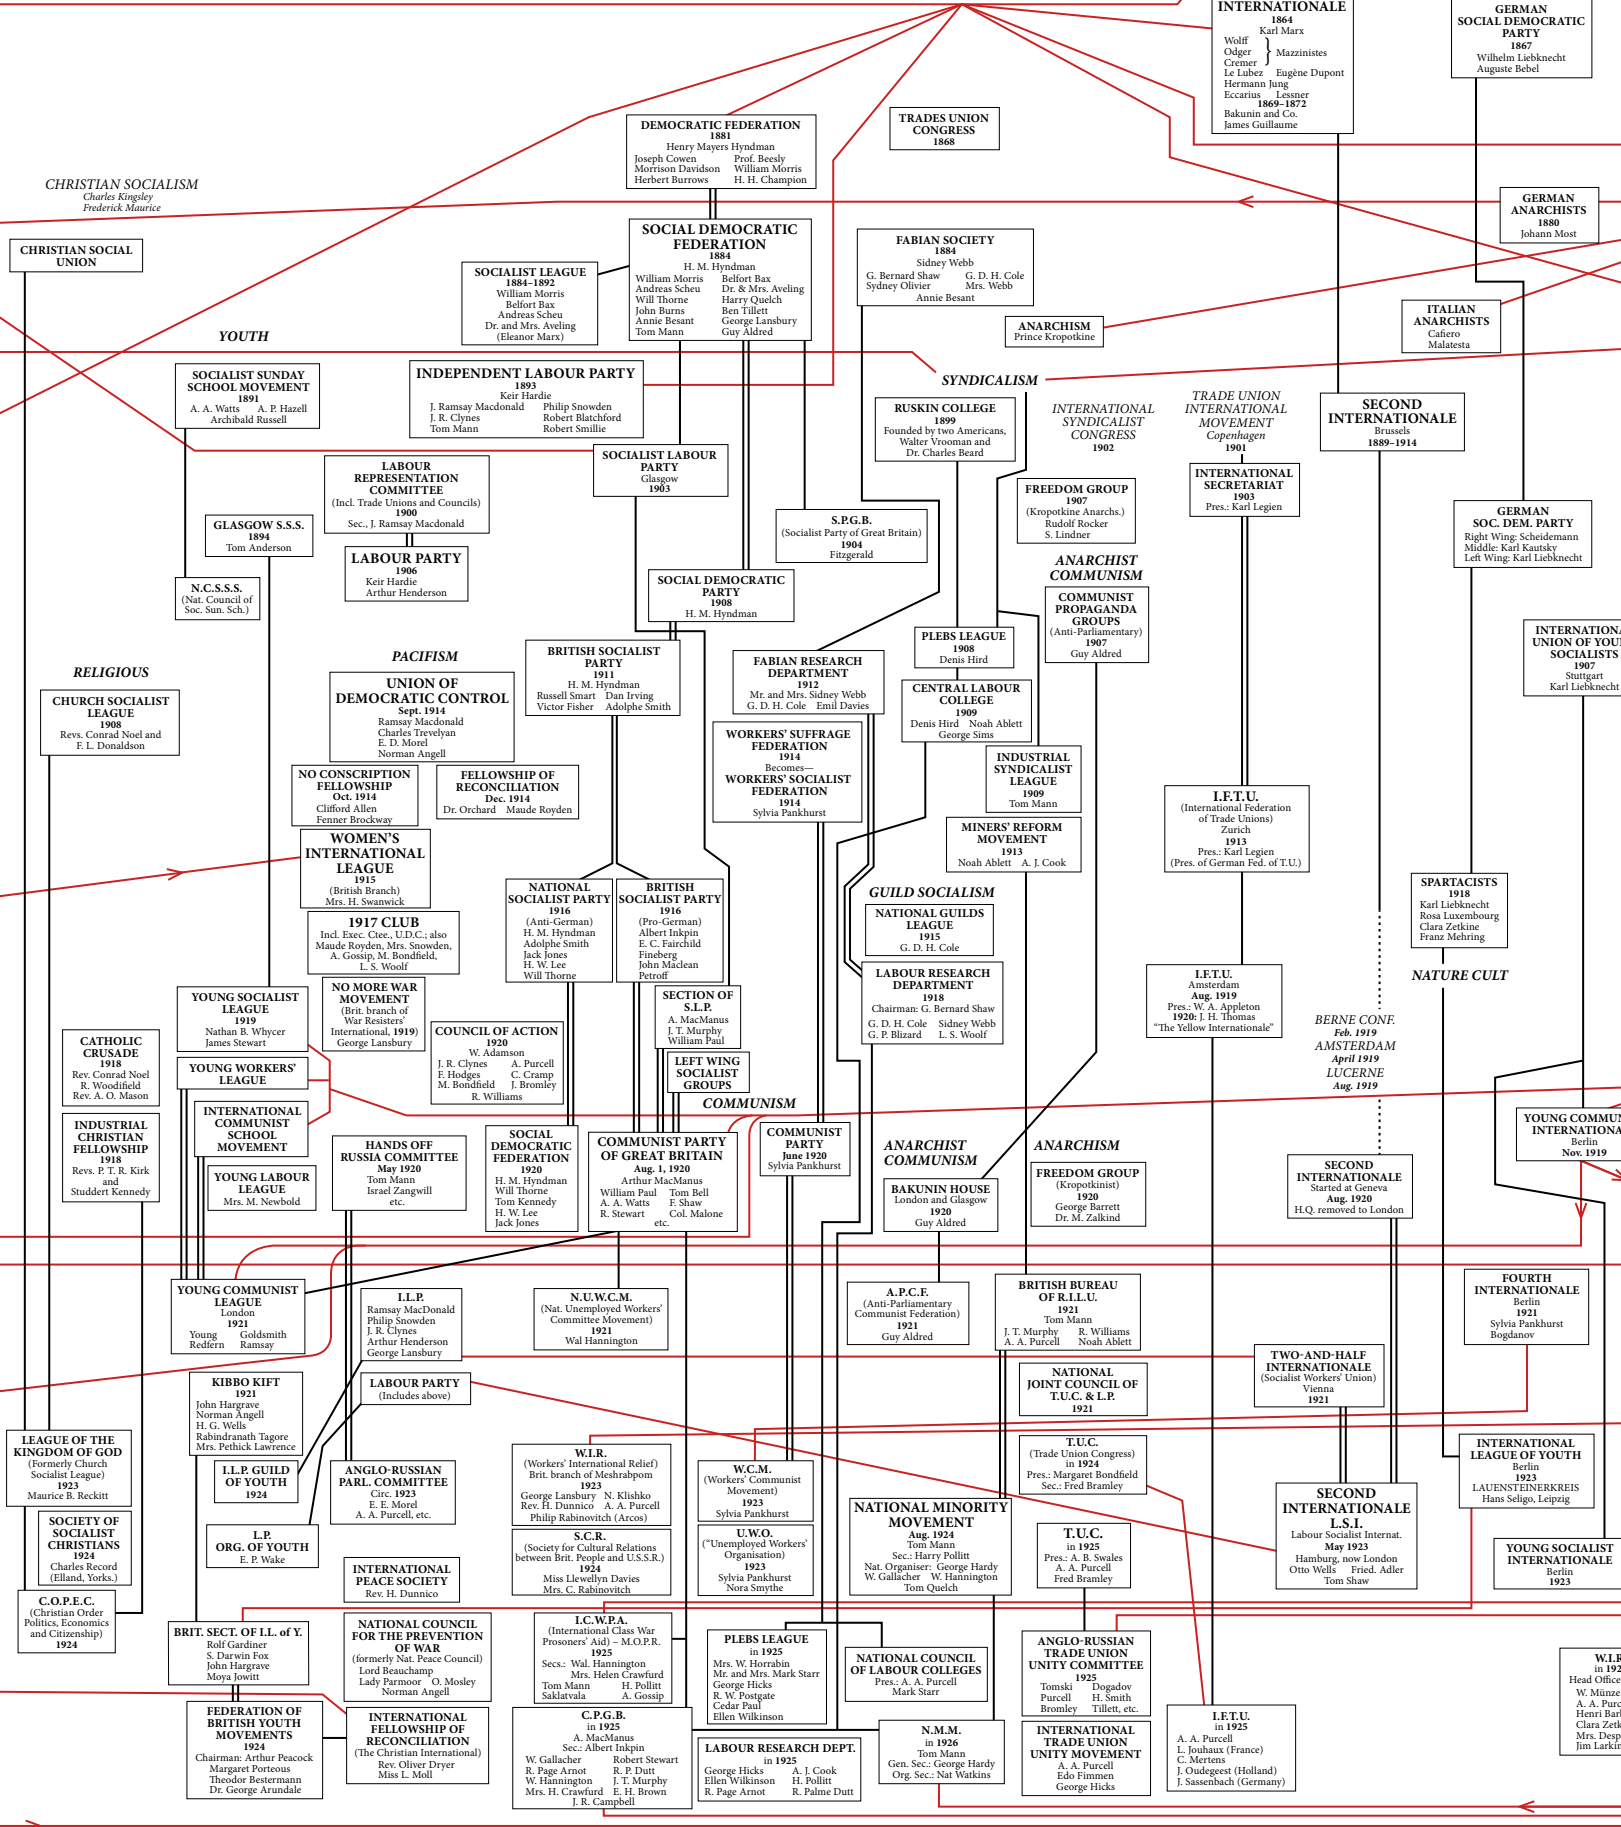 INTERNATIONALE
1864
Karl Marx
Wolff
Odger
Cremer
Mazzinistes
Le Lubez Eugène Dupont
Hermann Jung
Eccarius Lessner
1869–1872
Bakunin and Co.
James Guillaume
GERMAN
SOCIAL DEMOCRATIC
PARTY
1867
Wilhelm Liebknecht
Auguste Bebel
DEMOCRATIC FEDERATION
1881
Henry Mayers Hyndman
Joseph Cowen Prof. Beesly
Morrison Davidson William Morris
Herbert Burrows H. H. Champion
TRADES UNION
CONGRESS
1868
CHRISTIAN SOCIALISM
Charles Kingsley
Frederick Maurice
GERMAN
ANARCHISTS
1880
Johann Most
CHRISTIAN SOCIAL
UNION
SOCIAL DEMOCRATIC
FEDERATION
1884
H. M. Hyndman
William Morris Belfort Bax
Andreas Scheu Dr. & Mrs. Aveling
Will Thorne Harry Quelch
John Burns Ben Tillett
Annie Besant George Lansbury
Tom Mann Guy Aldred
FABIAN SOCIETY
1884
Sidney Webb
G. Bernard Shaw G. D. H. Cole
Sydney Olivier Mrs. Webb
Annie Besant
SOCIALIST LEAGUE
1884–1892
William Morris
Belfort Bax
Andreas Scheu
Dr. and Mrs. Aveling
(Eleanor Marx)
ANARCHISM
Prince Kropotkine
ITALIAN
ANARCHISTS
Cafiero
Malatesta
YOUTH
SOCIALIST SUNDAY
SCHOOL MOVEMENT
1891
A. A. Watts A. P. Hazell
Archibald Russell
INDEPENDENT LABOUR PARTY
1893
Keir Hardie
J. Ramsay Macdonald Philip Snowden
J. R. Clynes Robert Blatchford
Tom Mann Robert Smillie
SYNDICALISM
RUSKIN COLLEGE
1899
Founded by two Americans,
Walter Vrooman and
Dr. Charles Beard
INTERNATIONAL
SYNDICALIST
CONGRESS
1902
TRADE UNION
INTERNATIONAL
MOVEMENT
Copenhagen
1901
SECOND
INTERNATIONALE
Brussels
1889–1914
SOCIALIST LABOUR
PARTY
Glasgow
1903
LABOUR
REPRESENTATION
COMMITTEE
(Incl. Trade Unions and Councils)
1900
Sec., J. Ramsay Macdonald
INTERNATIONAL
SECRETARIAT
1903
Pres.: Karl Legien
FREEDOM GROUP
1907
(Kropotkine Anarchs.)
Rudolf Rocker
S. Lindner
GLASGOW S.S.S.
1894
Tom Anderson
S.P.G.B.
(Socialist Party of Great Britain)
1904
Fitzgerald
GERMAN
SOC. DEM. PARTY
Right Wing: Scheidemann
Middle: Karl Kautsky
Left Wing: Karl Liebknecht
LABOUR PARTY
1906
Keir Hardie
Arthur Henderson
ANARCHIST
COMMUNISM
N.C.S.S.S.
(Nat. Council of
Soc. Sun. Sch.)
SOCIAL DEMOCRATIC
PARTY
1908
H. M. Hyndman
COMMUNIST
PROPAGANDA
GROUPS
(Anti-Parliamentary)
1907
Guy Aldred
PLEBS LEAGUE
1908
Denis Hird
INTERNATIONA
UNION OF YOU
SOCIALISTS
1907
Stuttgart
Karl Liebknecht
RELIGIOUS
PACIFISM
BRITISH SOCIALIST
PARTY
1911
H. M. Hyndman
Russell Smart Dan Irving
Victor Fisher Adolphe Smith
FABIAN RESEARCH
DEPARTMENT
1912
Mr. and Mrs. Sidney Webb
G. D. H. Cole Emil Davies
CENTRAL LABOUR
COLLEGE
1909
Denis Hird Noah Ablett
George Sims
CHURCH SOCIALIST
LEAGUE
1908
Revs. Conrad Noel and
F. L. Donaldson
UNION OF
DEMOCRATIC CONTROL
Sept. 1914
Ramsay Macdonald
Charles Trevelyan
E. D. Morel
Norman Angell
WORKERS' SUFFRAGE
FEDERATION
1914
Becomes—
WORKERS' SOCIALIST
FEDERATION
1914
Sylvia Pankhurst
INDUSTRIAL
SYNDICALIST
LEAGUE
1909
Tom Mann
NO CONSCRIPTION
FELLOWSHIP
Oct. 1914
Clifford Allen
Fenner Brockway
FELLOWSHIP OF
RECONCILIATION
Dec. 1914
Dr. Orchard Maude Royden
I.F.T.U.
(International Federation
of Trade Unions)
Zurich
1913
Pres.: Karl Legien
(Pres. of German Fed. of T.U.)
MINERS' REFORM
MOVEMENT
1913
Noah Ablett A. J. Cook
WOMEN'S
INTERNATIONAL
LEAGUE
1915
(British Branch)
Mrs. H. Swanwick
NATIONAL
SOCIALIST PARTY
1916
(Anti-German)
H. M. Hyndman
Adolphe Smith
Jack Jones
H. W. Lee
Will Thorne
BRITISH
SOCIALIST PARTY
1916
(Pro-German)
Albert Inkpin
E. C. Fairchild
Fineberg
John Maclean
Petroff
GUILD SOCIALISM
NATIONAL GUILDS
LEAGUE
1915
G. D. H. Cole
SPARTACISTS
1918
Karl Liebknecht
Rosa Luxembourg
Clara Zetkine
Franz Mehring
1917 CLUB
Incl. Exec. Ctee., U.D.C.; also
Maude Royden, Mrs. Snowden,
A. Gossip, M. Bondfield,
L. S. Woolf
LABOUR RESEARCH
DEPARTMENT
1918
Chairman: G. Bernard Shaw
G. D. H. Cole Sidney Webb
G. P. Blizard L. S. Woolf
I.F.T.U.
Amsterdam
Aug. 1919
Pres.: W. A. Appleton
1920: J. H. Thomas
"The Yellow Internationale"
NATURE CULT
YOUNG SOCIALIST
LEAGUE
1919
Nathan B. Whycer
James Stewart
NO MORE WAR
MOVEMENT
(Brit. branch of
War Resisters'
International, 1919)
George Lansbury
SECTION OF
S.L.P.
A. MacManus
J. T. Murphy
William Paul
BERNE CONF.
Feb. 1919
AMSTERDAM
April 1919
LUCERNE
Aug. 1919
COUNCIL OF ACTION
1920
W. Adamson
J. R. Clynes A. Purcell
F. Hodges C. Cramp
M. Bondfield J. Bromley
R. Williams
CATHOLIC
CRUSADE
1918
Rev. Conrad Noel
R. Woodifield
Rev. A. O. Mason
YOUNG WORKERS'
LEAGUE
LEFT WING
SOCIALIST
GROUPS
COMMUNISM
INTERNATIONAL
COMMUNIST
SCHOOL
MOVEMENT
INDUSTRIAL
CHRISTIAN
FELLOWSHIP
1918
Revs. P. T. R. Kirk
and
Studdert Kennedy
YOUNG COMMUN
INTERNATIONA
Berlin
Nov. 1919
HANDS OFF
RUSSIA COMMITTEE
May 1920
Tom Mann
Israel Zangwill
etc.
SOCIAL
DEMOCRATIC
FEDERATION
1920
H. M. Hyndman
Will Thorne
Tom Kennedy
H. W. Lee
Jack Jones
COMMUNIST PARTY
OF GREAT BRITAIN
Aug. 1, 1920
Arthur MacManus
William Paul Tom Bell
A. A. Watts F. Shaw
R. Stewart Col. Malone
etc.
COMMUNIST
PARTY
June 1920
Sylvia Pankhurst
ANARCHIST
COMMUNISM
ANARCHISM
YOUNG LABOUR
LEAGUE
Mrs. M. Newbold
BAKUNIN HOUSE
London and Glasgow
1920
Guy Aldred
FREEDOM GROUP
(Kropotkinist)
1920
George Barrett
Dr. M. Zalkind
SECOND
INTERNATIONALE
Started at Geneva
Aug. 1920
H.Q. removed to London
YOUNG COMMUNIST
LEAGUE
London
1921
Young Goldsmith
Redfern Ramsay
I.L.P.
Ramsay MacDonald
Philip Snowden
J. R. Clynes
Arthur Henderson
George Lansbury
N.U.W.C.M.
(Nat. Unemployed Workers'
Committee Movement)
1921
Wal Hannington
A.P.C.F.
(Anti-Parliamentary
Communist Federation)
1921
Guy Aldred
BRITISH BUREAU
OF R.I.L.U.
1921
Tom Mann
J. T. Murphy R. Williams
A. A. Purcell Noah Ablett
FOURTH
INTERNATIONALE
Berlin
1921
Sylvia Pankhurst
Bogdanov
TWO-AND-HALF
INTERNATIONALE
(Socialist Workers' Union)
Vienna
1921
KIBBO KIFT
1921
John Hargrave
Norman Angell
H. G. Wells
Rabindranath Tagore
Mrs. Pethick Lawrence
LABOUR PARTY
(Includes above)
NATIONAL
JOINT COUNCIL OF
T.U.C. & L.P.
1921
LEAGUE OF THE
KINGDOM OF GOD
(Formerly Church
Socialist League)
1923
Maurice B. Reckitt
I.L.P. GUILD
OF YOUTH
1924
ANGLO-RUSSIAN
PARL. COMMITTEE
Circ. 1923
E. E. Morel
A. A. Purcell, etc.
W.I.R.
(Workers' International Relief)
Brit. branch of Meshrabpom
1923
George Lansbury N. Klishko
Rev. H. Dunnico A. A. Purcell
Philip Rabinovitch (Arcos)
W.C.M.
(Workers' Communist
Movement)
1923
Sylvia Pankhurst
T.U.C.
(Trade Union Congress)
in 1924
Pres.: Margaret Bondfield
Sec.: Fred Bramley
INTERNATIONAL
LEAGUE OF YOUTH
Berlin
1923
LAUENSTEINERKREIS
Hans Seligo, Leipzig
SECOND
INTERNATIONALE
L.S.I.
Labour Socialist Internat.
May 1923
Hamburg, now London
Otto Wells Fried. Adler
Tom Shaw
SOCIETY OF
SOCIALIST
CHRISTIANS
1924
Charles Record
(Elland, Yorks.)
L.P.
ORG. OF YOUTH
E. P. Wake
S.C.R.
(Society for Cultural Relations
between Brit. People and U.S.S.R.)
1924
Miss Llewellyn Davies
Mrs. C. Rabinovitch
U.W.O.
("Unemployed Workers'
Organisation)
1923
Sylvia Pankhurst
Nora Smythe
NATIONAL MINORITY
MOVEMENT
Aug. 1924
Tom Mann
Sec.: Harry Pollitt
Nat. Organiser: George Hardy
W. Gallacher W. Hannington
Tom Quelch
T.U.C.
in 1925
Pres.: A. B. Swales
A. A. Purcell
Fred Bramley
YOUNG SOCIALIST
INTERNATIONALE
Berlin
1923
INTERNATIONAL
PEACE SOCIETY
Rev. H. Dunnico
C.O.P.E.C.
(Christian Order
Politics, Economics
and Citizenship)
1924
BRIT. SECT. OF I.L. of Y.
Rolf Gardiner
S. Darwin Fox
John Hargrave
Moya Jowitt
NATIONAL COUNCIL
FOR THE PREVENTION
OF WAR
(formerly Nat. Peace Council)
Lord Beauchamp
Lady Parmoor O. Mosley
Norman Angell
I.C.W.P.A.
(International Class War
Prosoners' Aid) – M.O.P.R.
1925
Secs.: Wal. Hannington
Mrs. Helen Crawfurd
Tom Mann H. Pollitt
Saklatvala A. Gossip
PLEBS LEAGUE
in 1925
Mrs. W. Horrabin
Mr. and Mrs. Mark Starr
George Hicks
R. W. Postgate
Cedar Paul
Ellen Wilkinson
NATIONAL COUNCIL
OF LABOUR COLLEGES
Pres.: A. A. Purcell
Mark Starr
ANGLO-RUSSIAN
TRADE UNION
UNITY COMMITTEE
1925
Tomski Dogadov
Purcell H. Smith
Bromley Tillett, etc.
W.I.R
in 192
Head Office
W. Münze
A. A. Purc
Henri Barb
Clara Zetk
Mrs. Desp
Jim Larkin
FEDERATION OF
BRITISH YOUTH
MOVEMENTS
1924
Chairman: Arthur Peacock
Margaret Porteous
Theodor Bestermann
Dr. George Arundale
INTERNATIONAL
FELLOWSHIP OF
RECONCILIATION
(The Christian International)
Rev. Oliver Dryer
Miss L. Moll
C.P.G.B.
in 1925
A. MacManus
Sec.: Albert Inkpin
W. Gallacher Robert Stewart
R. Page Arnot R. P. Dutt
W. Hannington J. T. Murphy
Mrs. H. Crawfurd E. H. Brown
J. R. Campbell
LABOUR RESEARCH DEPT.
in 1925
George Hicks A. J. Cook
Ellen Wilkinson H. Pollitt
R. Page Arnot R. Palme Dutt
N.M.M.
in 1926
Tom Mann
Gen. Sec.: George Hardy
Org. Sec.: Nat Watkins
INTERNATIONAL
TRADE UNION
UNITY MOVEMENT
A. A. Purcell
Edo Fimmen
George Hicks
I.F.T.U.
in 1925
A. A. Purcell
L. Jouhaux (France)
C. Mertens
J. Oudegeest (Holland)
J. Sassenbach (Germany)